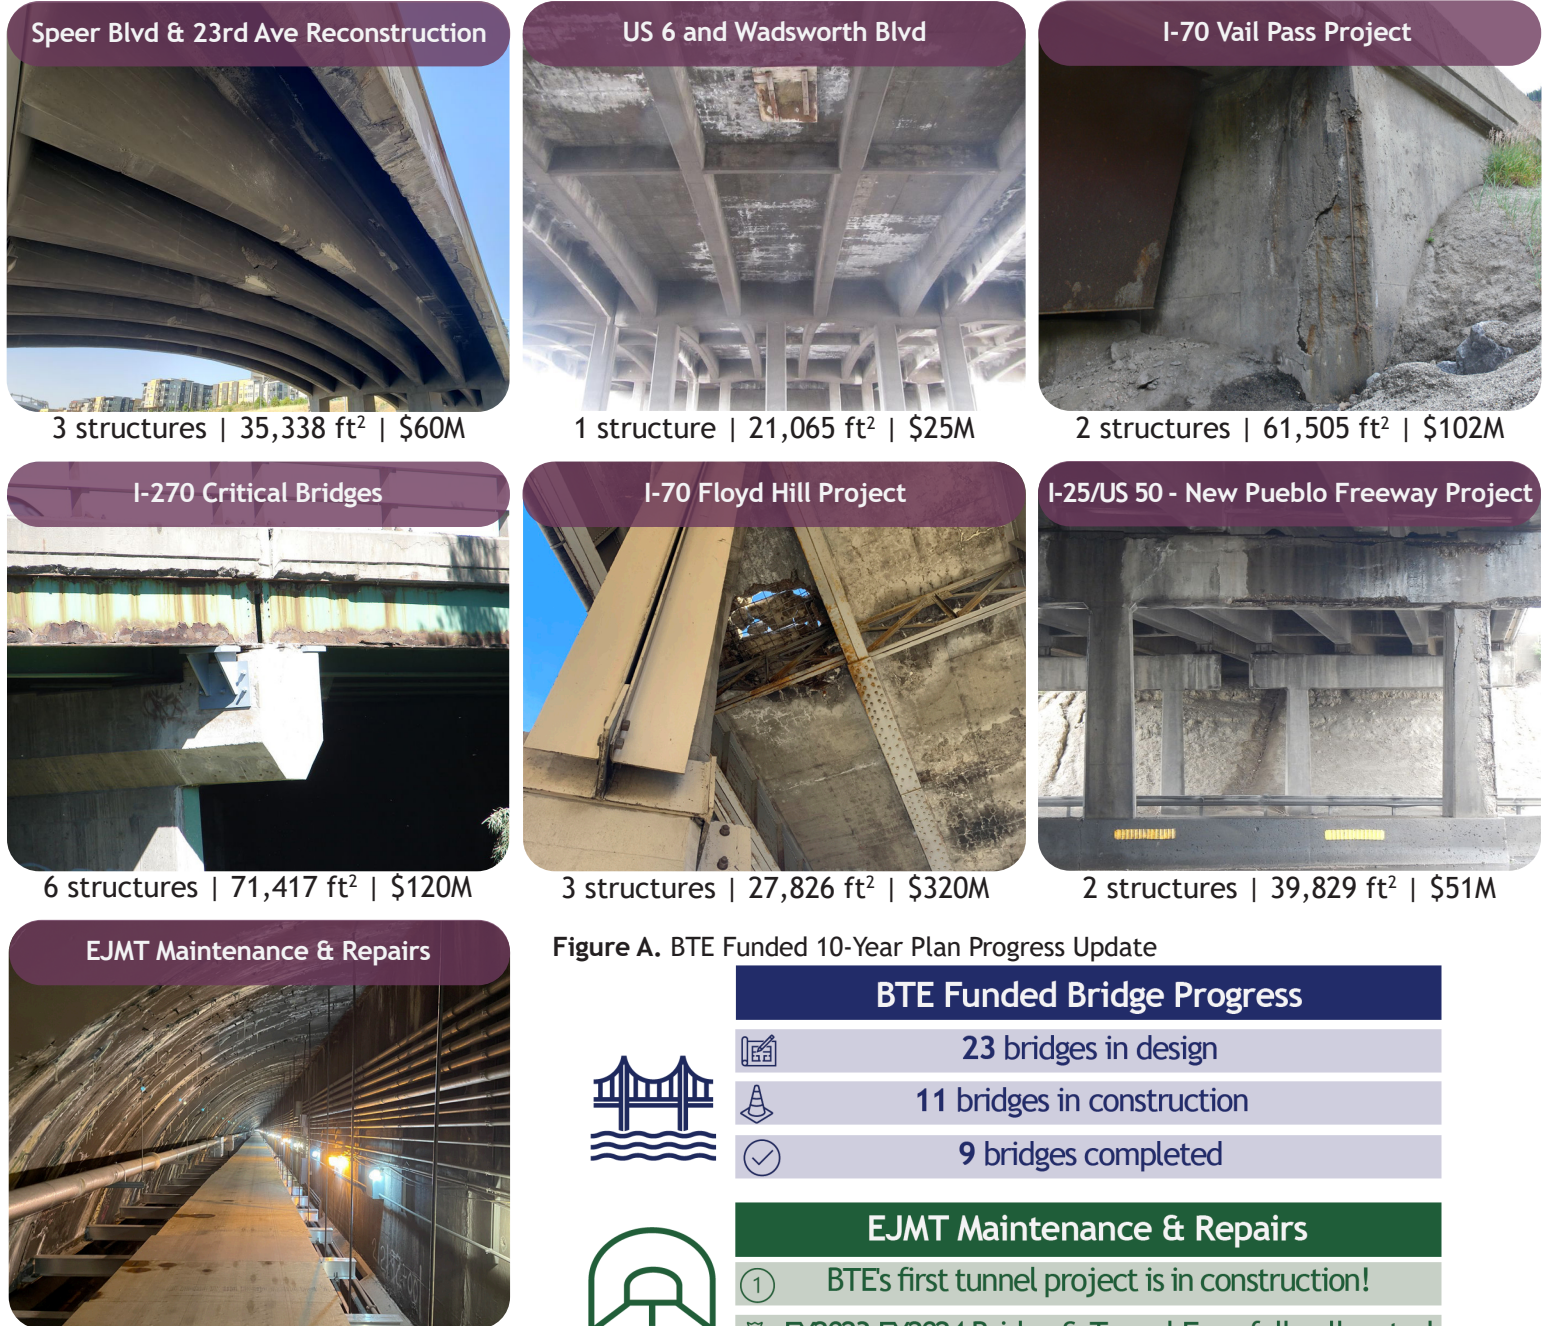 Speer Blvd & 23rd Ave Reconstruction
US 6 and Wadsworth Blvd
I-70 Vail Pass Project
3 structures | 35,338 ft² | $60M
1 structure | 21,065 ft² | $25M
2 structures | 61,505 ft² | $102M
I-270 Critical Bridges
I-70 Floyd Hill Project
I-25/US 50 - New Pueblo Freeway Project
6 structures | 71,417 ft² | $120M
3 structures | 27,826 ft² | $320M
2 structures | 39,829 ft² | $51M
EJMT Maintenance & Repairs
Figure A. BTE Funded 10-Year Plan Progress Update
BTE Funded Bridge Progress
23 bridges in design
11 bridges in construction
9 bridges completed
EJMT Maintenance & Repairs
1 BTE's first tunnel project is in construction!